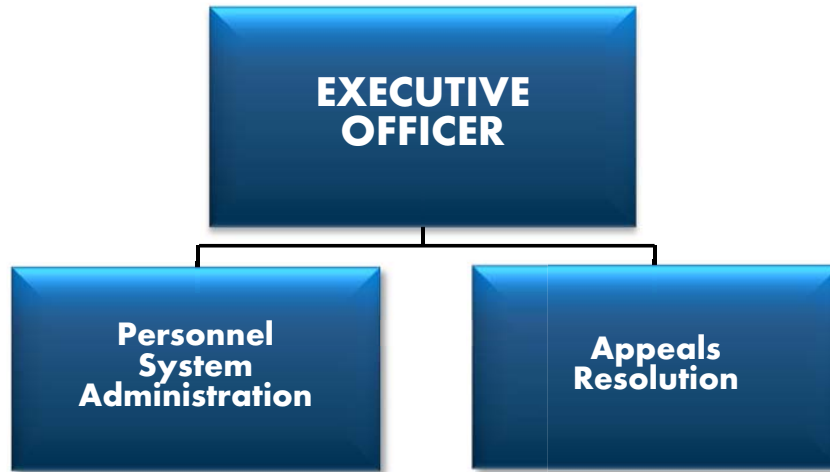 EXECUTIVE
OFFICER
Personnel
System
Administration
Appeals
Resolution